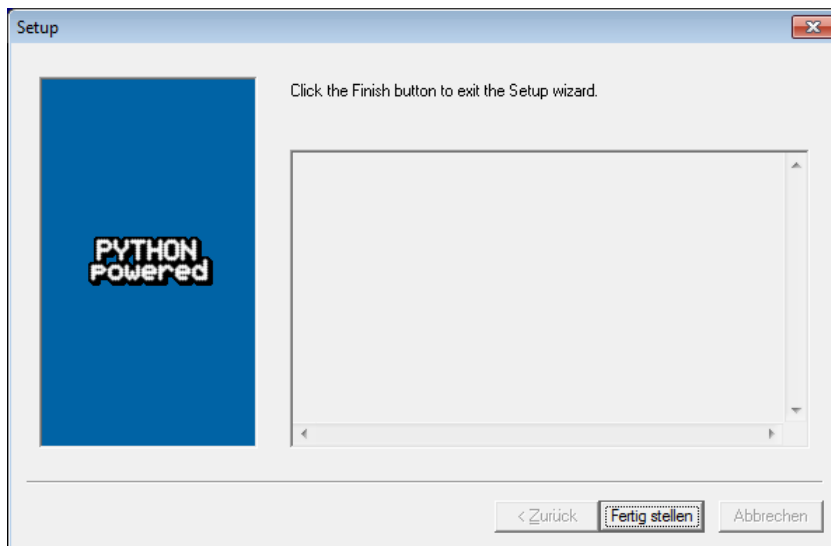 Setup
Click the Finish button to exit the Setup wizard.
PYTHON
powered
< Zurück
Fertig stellen
Abbrechen